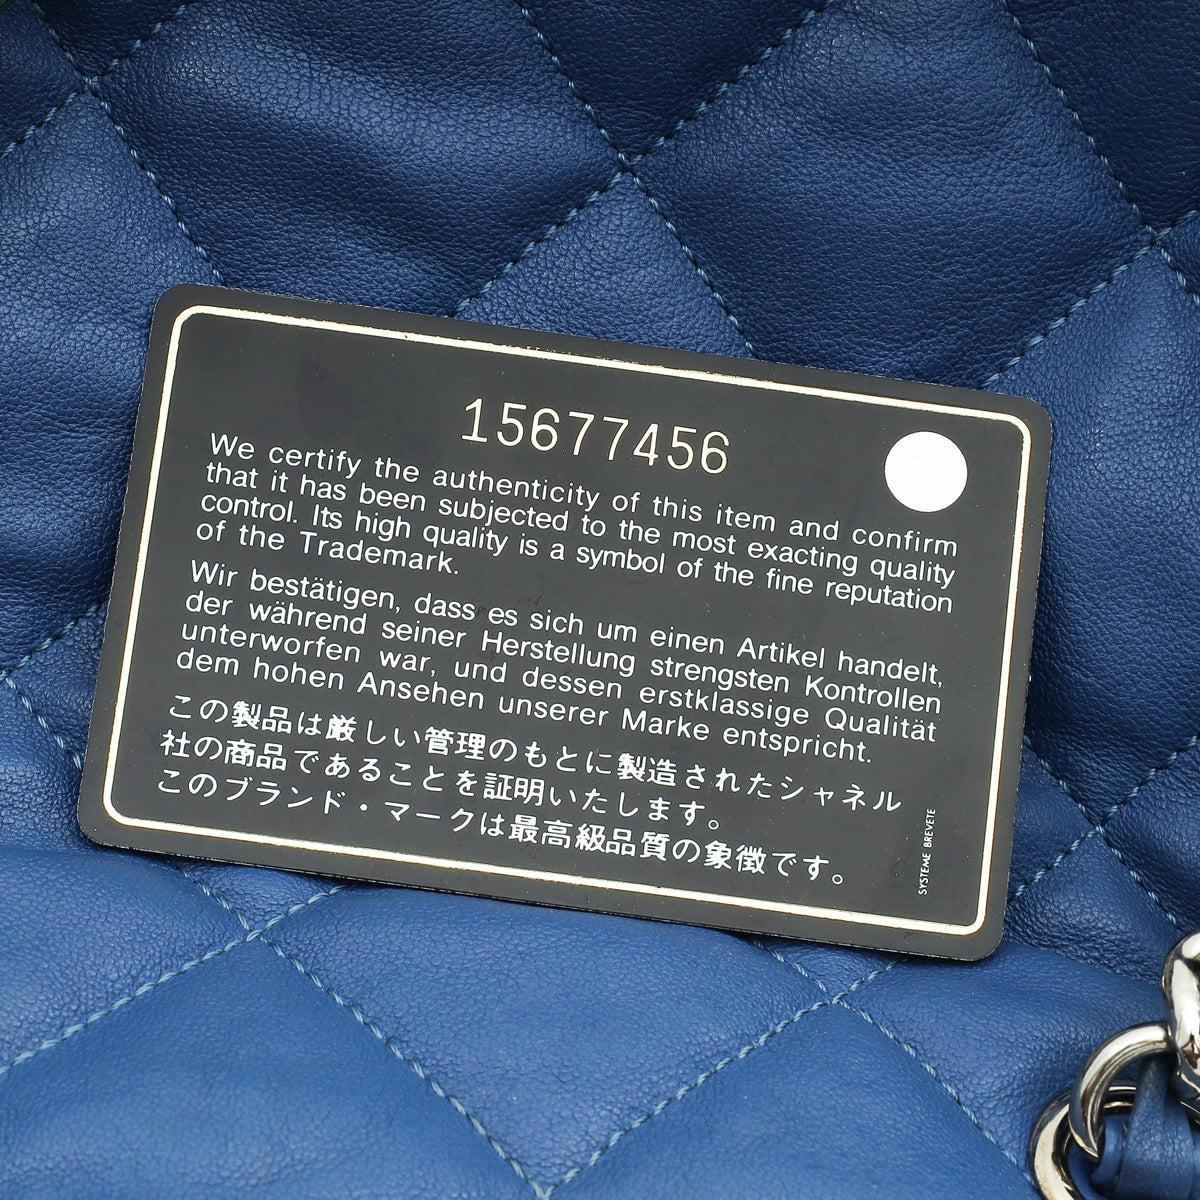 15677456
We certify the authenticity of this item and confirm
that it has been subjected to the most exacting quality
control. Its high quality is a symbol of the fine reputation
of the Trademark.
Wir bestätigen, dass es sich um einen Artikel handelt,
der während seiner Herstellung strengsten Kontrollen
unterworfen war, und dessen erstklassige Qualität
dem hohen Ansehen unserer Marke entspricht.
この製品は厳しい管理のもとに製造されたシャネル
社の商品であることを証明いたします。
このブランド・マークは最高級品質の象徴です。
SYSTEME BREVETE